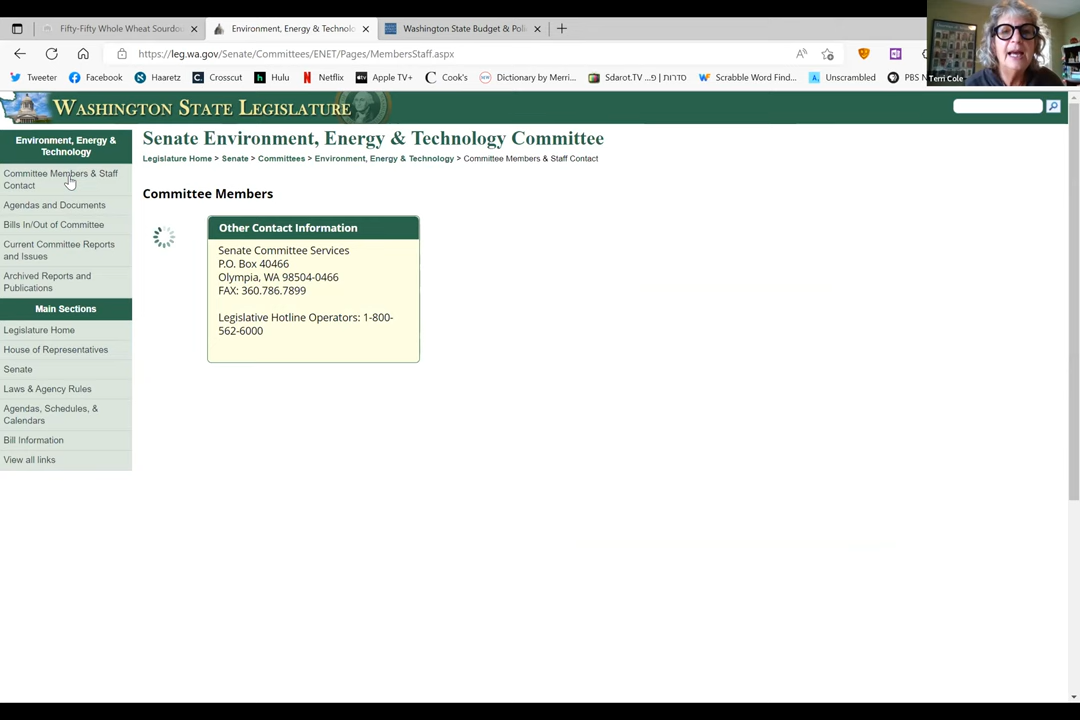 Fifty-Fifty Whole Wheat Sourdou
Environment, Energy & Technolo
Washington State Budget & Poli
https://leg.wa.gov/Senate/Committees/ENET/Pages/MembersStaff.aspx
Tweeter
Facebook
Haaretz
Crosscut
Hulu
Netflix
Apple TV+
Cook's
Dictionary by Merri...
Sdarot.TV סדרות | פ...
Scrabble Word Find...
Unscrambled
PBS N
Terri Cole
WASHINGTON STATE LEGISLATURE
Environment, Energy &
Technology
Committee Members & Staff
Contact
Agendas and Documents
Bills In/Out of Committee
Current Committee Reports
and Issues
Archived Reports and
Publications
Main Sections
Legislature Home
House of Representatives
Senate
Laws & Agency Rules
Agendas, Schedules, &
Calendars
Bill Information
View all links
Senate Environment, Energy & Technology Committee
Legislature Home > Senate > Committees > Environment, Energy & Technology > Committee Members & Staff Contact
Committee Members
Other Contact Information
Senate Committee Services
P.O. Box 40466
Olympia, WA 98504-0466
FAX: 360.786.7899
Legislative Hotline Operators: 1-800-
562-6000